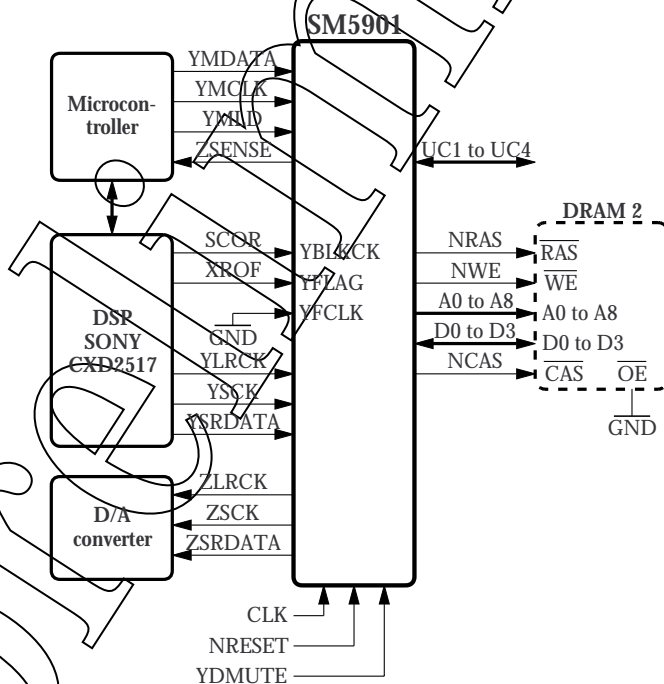 SM5901
YMDATA
YMCLK
YMLD
ZSENSE
Microcon-
troller
UC1 to UC4
DRAM 2
SCOR
YBLKCK
NRAS
RAS
XROF
YFLAG
NWE
WE
YFCLK
A0 to A8
A0 to A8
GND
D0 to D3
D0 to D3
DSP
SONY
CXD2517
YLRCK
NCAS
CAS
OE
YSCK
YSRDATA
GND
ZLRCK
ZSCK
ZSRDATA
D/A
converter
CLK
NRESET
YDMUTE